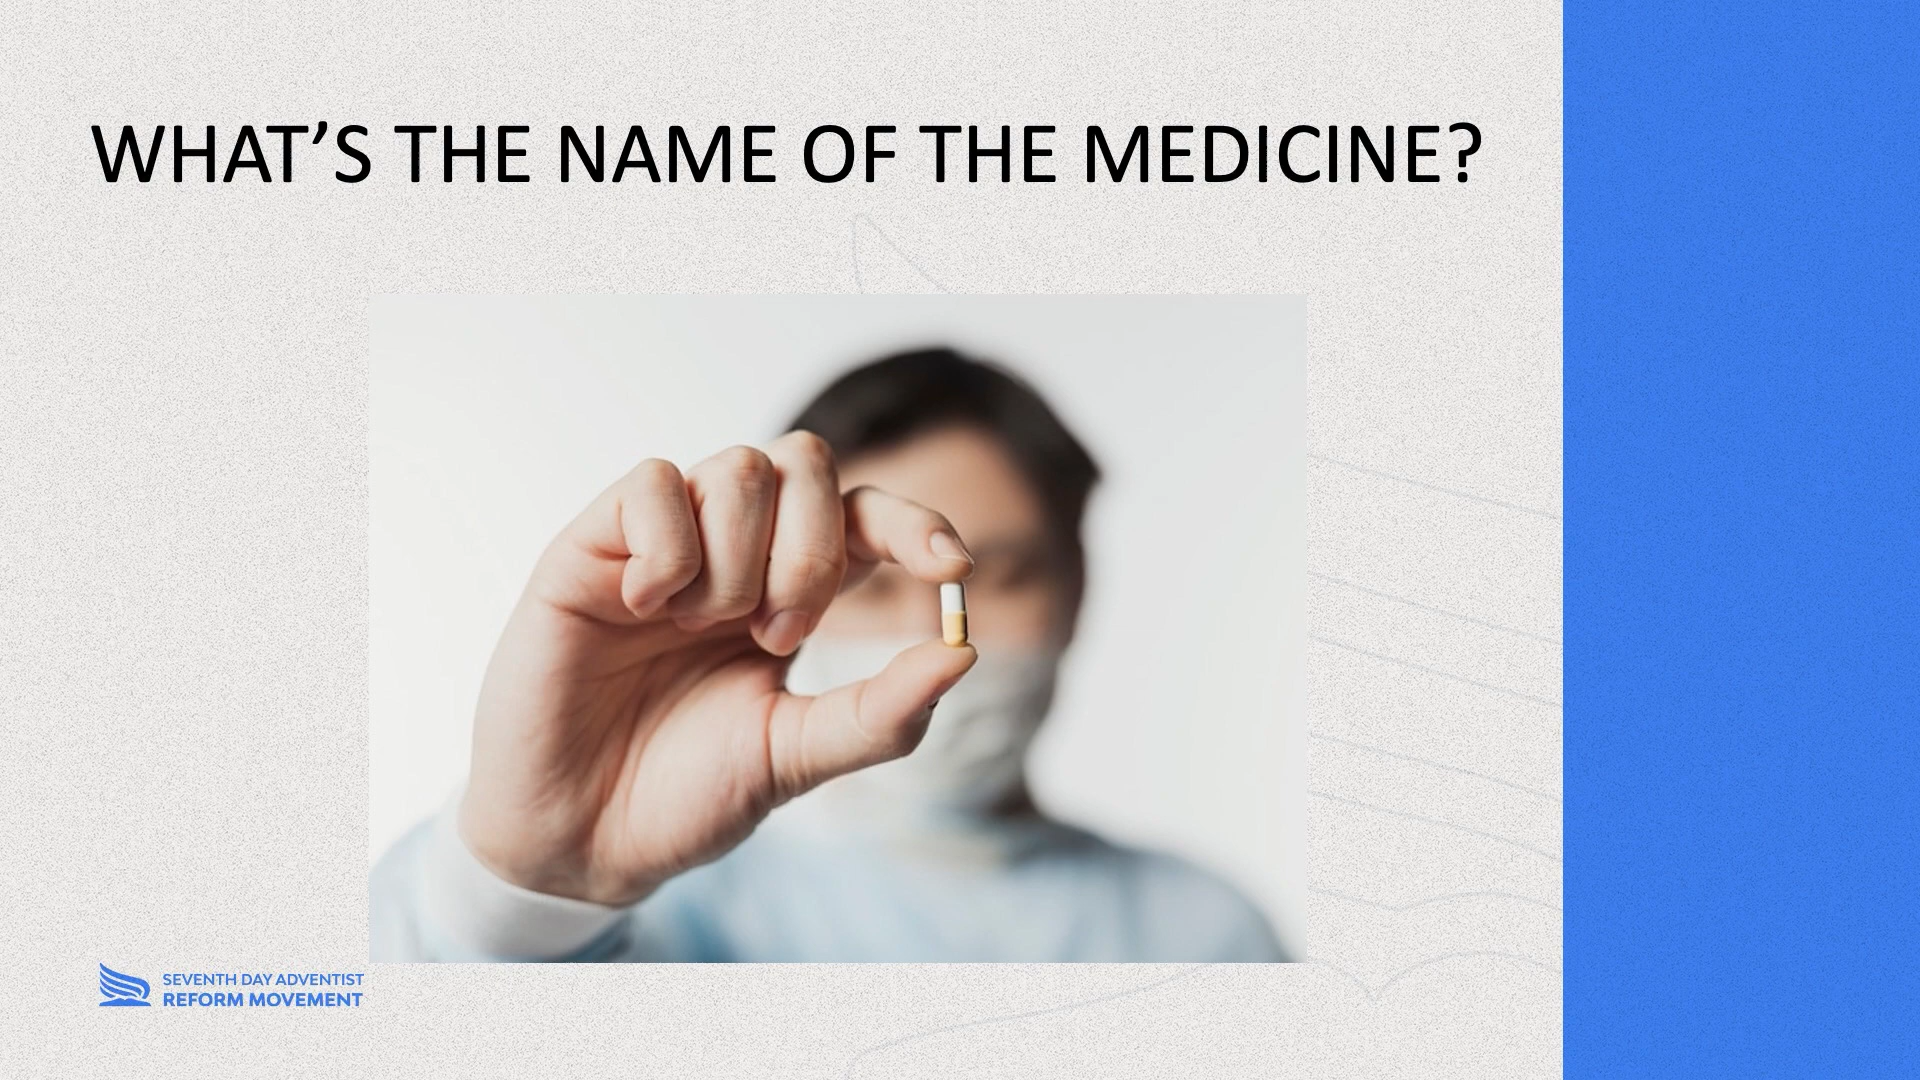 WHAT’S THE NAME OF THE MEDICINE?
SEVENTH DAY ADVENTIST
REFORM MOVEMENT